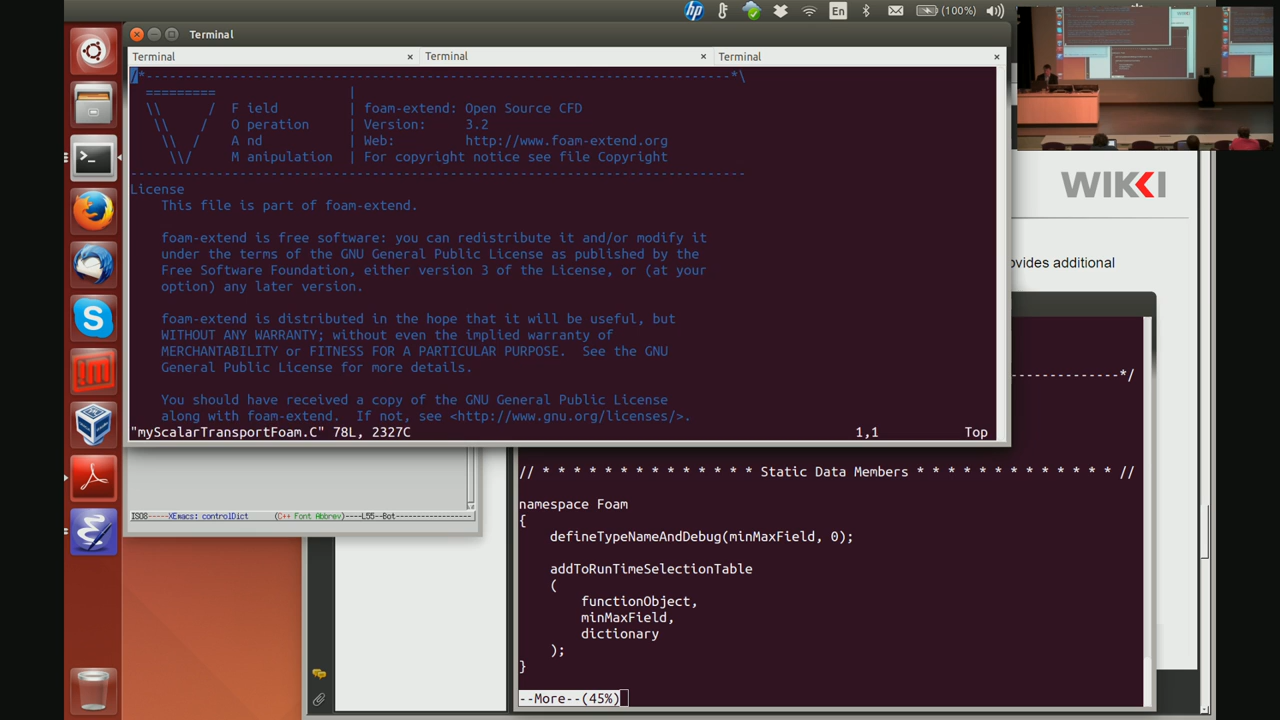 En
(100%)
Terminal
Terminal
Terminal
Terminal
/*---------------------------------------------------------------------------*\
  =========                 |
  \\      /  F ield         | foam-extend: Open Source CFD
   \\    /   O peration     | Version:     3.2
    \\  /    A nd           | Web:         http://www.foam-extend.org
     \\/     M anipulation  | For copyright notice see file Copyright
-------------------------------------------------------------------------------
License
    This file is part of foam-extend.
    foam-extend is free software: you can redistribute it and/or modify it
    under the terms of the GNU General Public License as published by the
    Free Software Foundation, either version 3 of the License, or (at your
    option) any later version.
    foam-extend is distributed in the hope that it will be useful, but
    WITHOUT ANY WARRANTY; without even the implied warranty of
    MERCHANTABILITY or FITNESS FOR A PARTICULAR PURPOSE.  See the GNU
    General Public License for more details.
    You should have received a copy of the GNU General Public License
    along with foam-extend.  If not, see <http://www.gnu.org/licenses/>.
"myScalarTransportFoam.C" 78L, 2327C 1,1 Top
WIKKI
ovides additional
--------------*/
ISO8-----XEmacs: controlDict (C++ Font Abbrev)----L55--Bot----------------
// * * * * * * * * * * * * * * Static Data Members * * * * * * * * * * * * * //
namespace Foam
{
    defineTypeNameAndDebug(minMaxField, 0);
    addToRunTimeSelectionTable
    (
        functionObject,
        minMaxField,
        dictionary
    );
}
--More--(45%)